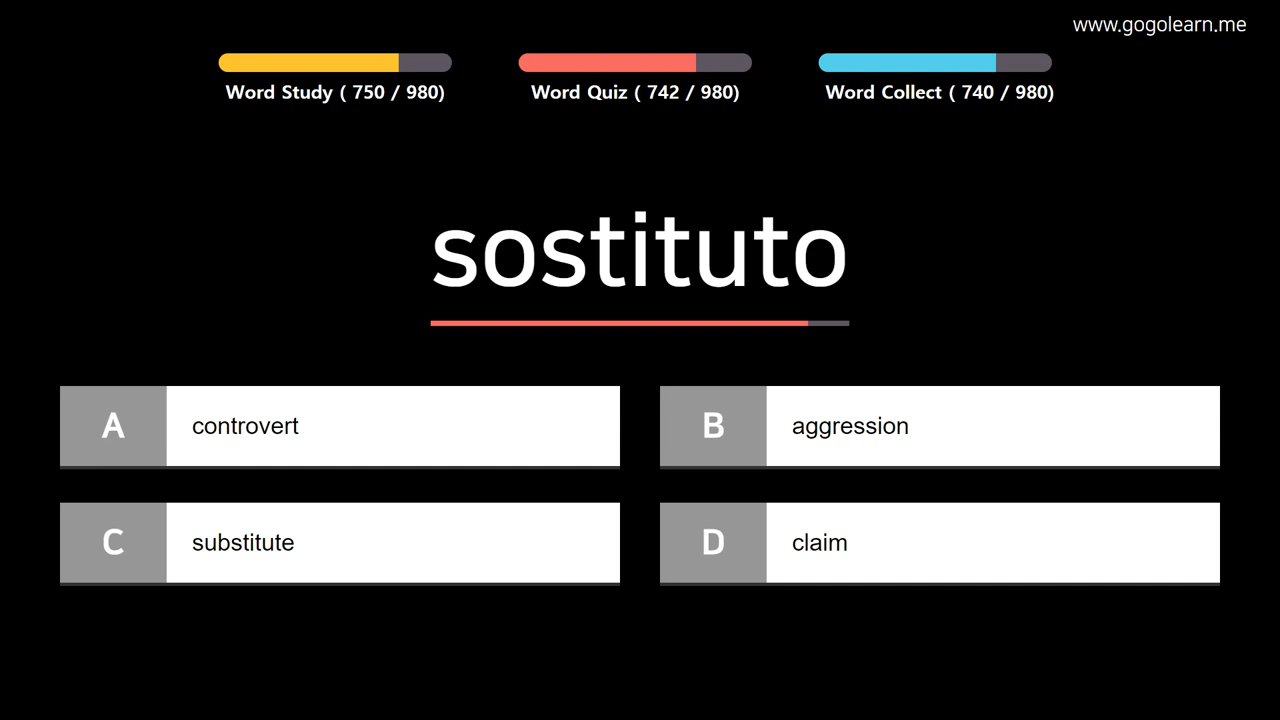 www.gogolearn.me
Word Study ( 750 / 980)
Word Quiz ( 742 / 980)
Word Collect ( 740 / 980)
sostituto
A
controvert
B
aggression
C
substitute
D
claim